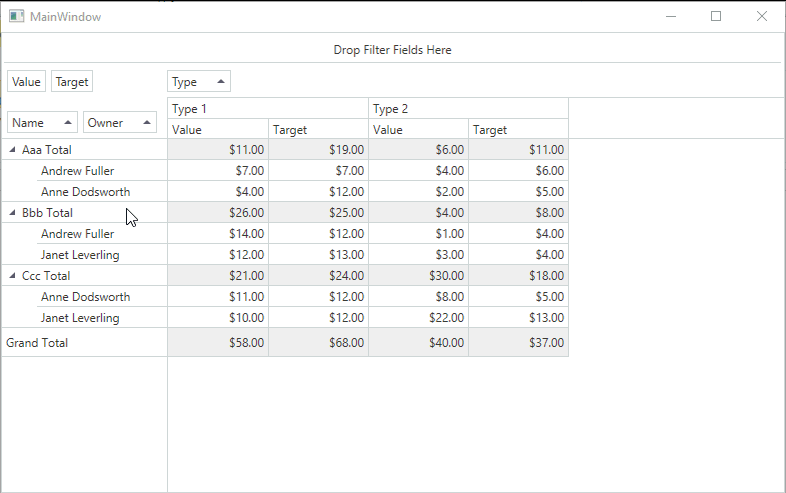 MainWindow
Drop Filter Fields Here
Value Target Type
Name Owner Type 1 Type 2
Value Target Value Target
Aaa Total $11.00 $19.00 $6.00 $11.00
Andrew Fuller $7.00 $7.00 $4.00 $6.00
Anne Dodsworth $4.00 $12.00 $2.00 $5.00
Bbb Total $26.00 $25.00 $4.00 $8.00
Andrew Fuller $14.00 $12.00 $1.00 $4.00
Janet Leverling $12.00 $13.00 $3.00 $4.00
Ccc Total $21.00 $24.00 $30.00 $18.00
Anne Dodsworth $11.00 $12.00 $8.00 $5.00
Janet Leverling $10.00 $12.00 $22.00 $13.00
Grand Total $58.00 $68.00 $40.00 $37.00